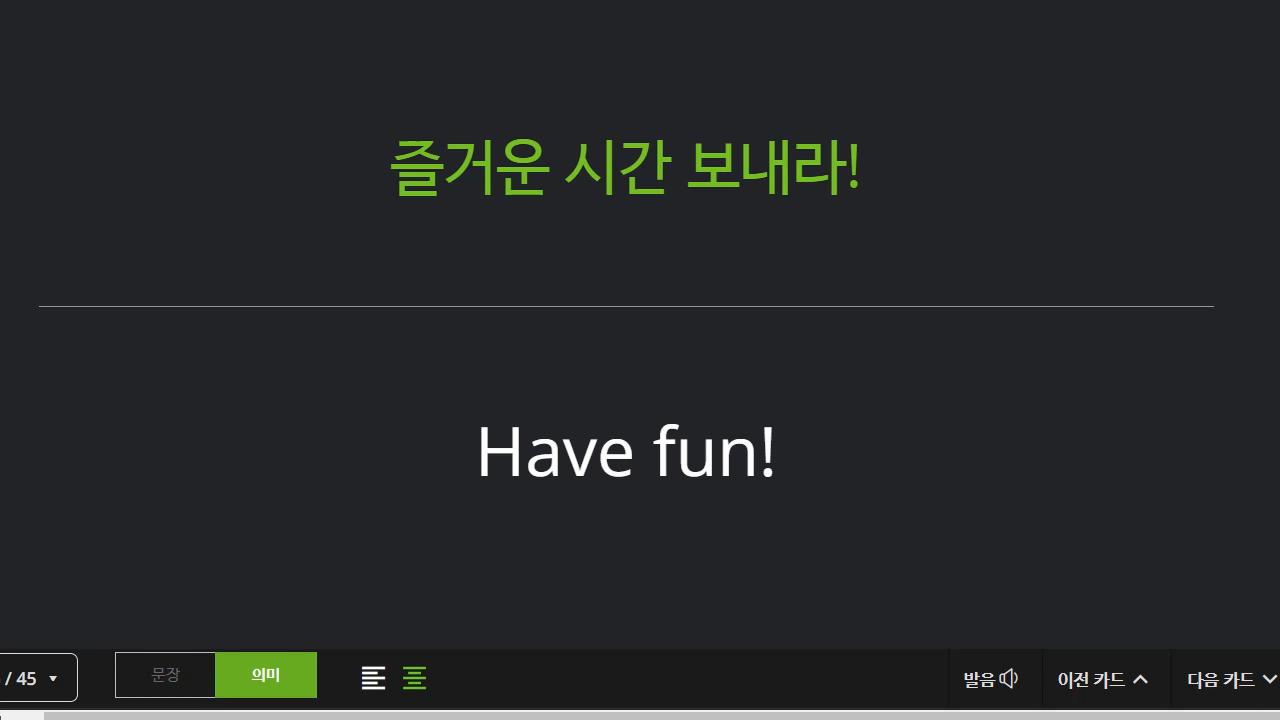 즐거운 시간 보내라!
Have fun!
/ 45
문장 의미
발음 이전 카드 다음 카드